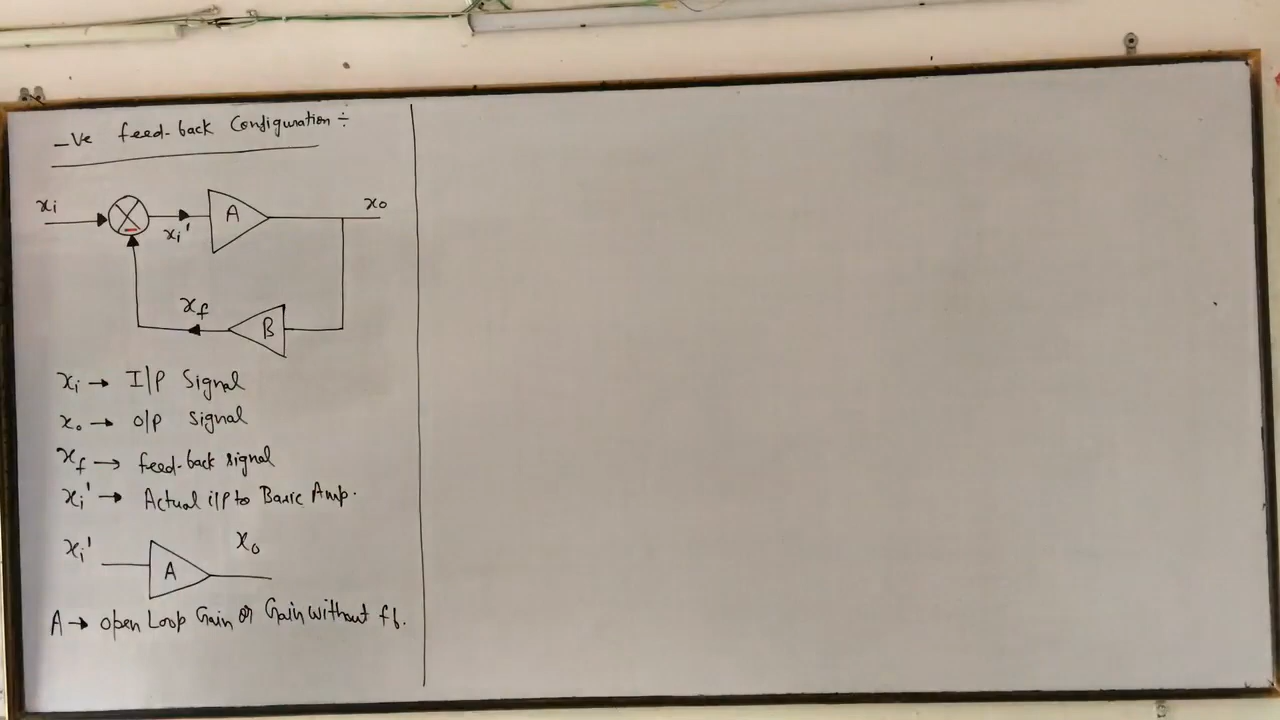 -Ve feed-back Configuration ÷
xi
xi'
A
xo
xf
B
xi → I/P Signal
xo → O/P Signal
xf → feed-back signal
xi' → Actual i/p to Basic Amp.
xi'
A
xo
A → open Loop Gain or Gain without fb.